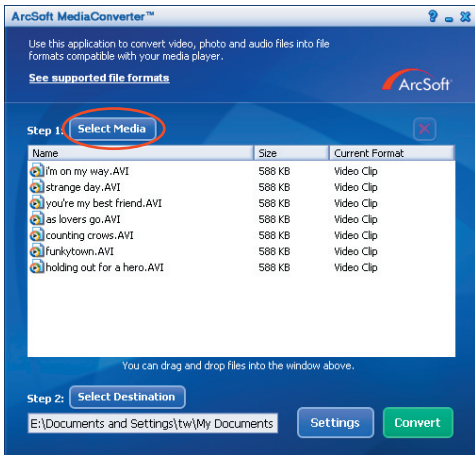 ArcSoft MediaConverter™
Use this application to convert video, photo and audio files into file
formats compatible with your media player.
See supported file formats
ArcSoft®
Step 1: Select Media
Name Size Current Format
i'm on my way.AVI 588 KB Video Clip
strange day.AVI 588 KB Video Clip
you're my best friend.AVI 588 KB Video Clip
as lovers go.AVI 588 KB Video Clip
counting crows.AVI 588 KB Video Clip
funkytown.AVI 588 KB Video Clip
holding out for a hero.AVI 588 KB Video Clip
You can drag and drop files into the window above.
Step 2: Select Destination
E:\Documents and Settings\tw\My Documents Settings Convert